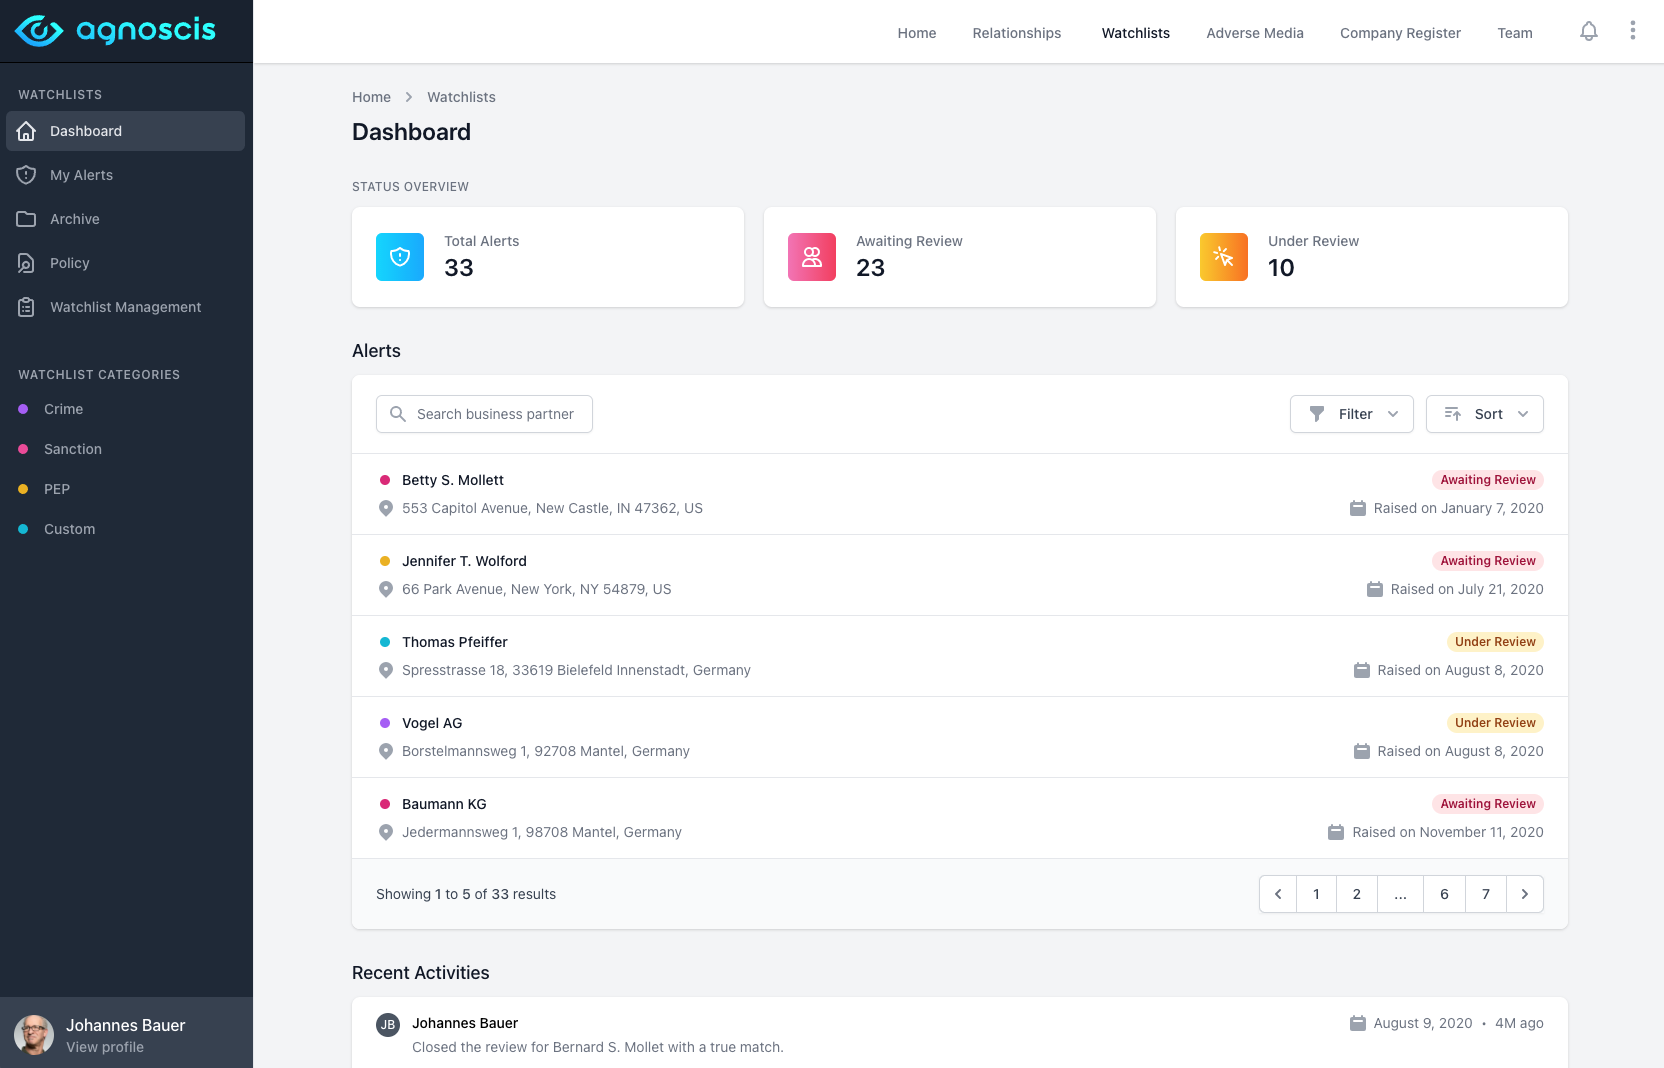 agnoscis
Home
Relationships
Watchlists
Adverse Media
Company Register
Team
WATCHLISTS
Dashboard
My Alerts
Archive
Policy
Watchlist Management
WATCHLIST CATEGORIES
Crime
Sanction
PEP
Custom
Johannes Bauer
View profile
Home
Watchlists
Dashboard
STATUS OVERVIEW
Total Alerts
33
Awaiting Review
23
Under Review
10
Alerts
Search business partner
Filter
Sort
Betty S. Mollett
Awaiting Review
553 Capitol Avenue, New Castle, IN 47362, US
Raised on January 7, 2020
Jennifer T. Wolford
Awaiting Review
66 Park Avenue, New York, NY 54879, US
Raised on July 21, 2020
Thomas Pfeiffer
Under Review
Spresstrasse 18, 33619 Bielefeld Innenstadt, Germany
Raised on August 8, 2020
Vogel AG
Under Review
Borstelmannsweg 1, 92708 Mantel, Germany
Raised on August 8, 2020
Baumann KG
Awaiting Review
Jedermannsweg 1, 98708 Mantel, Germany
Raised on November 11, 2020
Showing 1 to 5 of 33 results
1
2
...
6
7
Recent Activities
JB
Johannes Bauer
August 9, 2020 • 4M ago
Closed the review for Bernard S. Mollet with a true match.